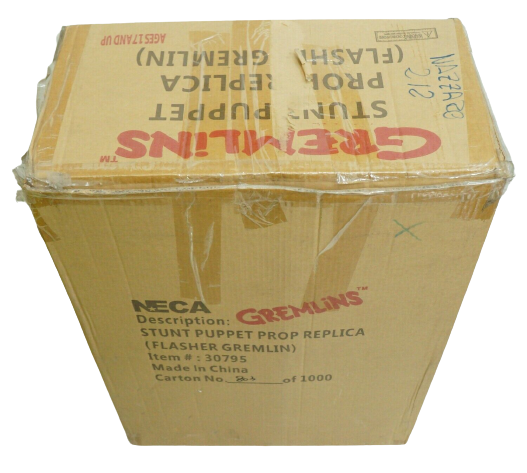 AGES 17 AND UP
GREMLiNS™
STUNT PUPPET
PROP REPLICA
(FLASH GREMLIN)
212
NECA GREMLiNS™
Description:
STUNT PUPPET PROP REPLICA
(FLASHER GREMLIN)
Item # : 30795
Made in China
Carton No. of 1000